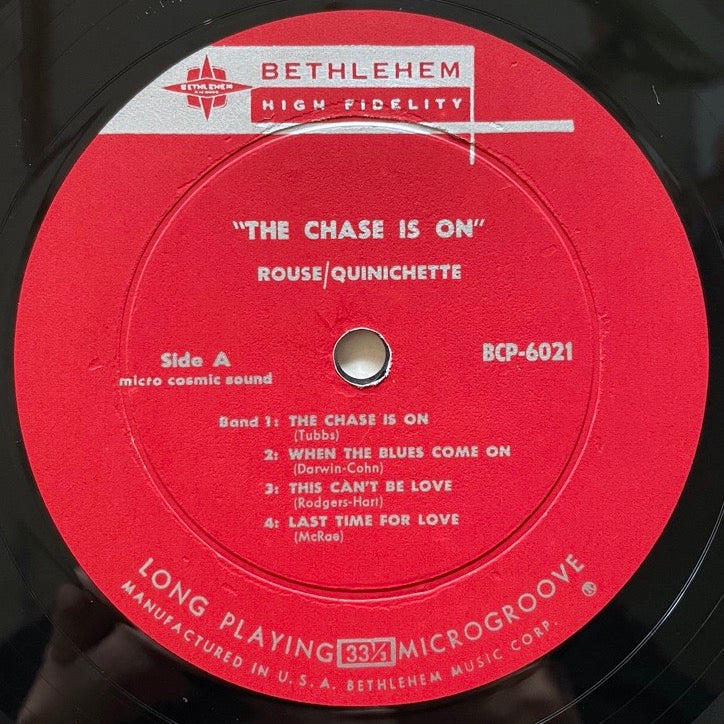 BETHLEHEM
BETHLEHEM
HIGH FIDELITY
"THE CHASE IS ON"
ROUSE/QUINICHETTE
Side A
micro cosmic sound
BCP-6021
Band 1: THE CHASE IS ON
(Tubbs)
2: WHEN THE BLUES COME ON
(Darwin-Cohn)
3: THIS CAN'T BE LOVE
(Rodgers-Hart)
4: LAST TIME FOR LOVE
(McRae)
LONG PLAYING 33⅓ MICROGROOVE ®
MANUFACTURED IN U.S.A. BETHLEHEM MUSIC CORP.